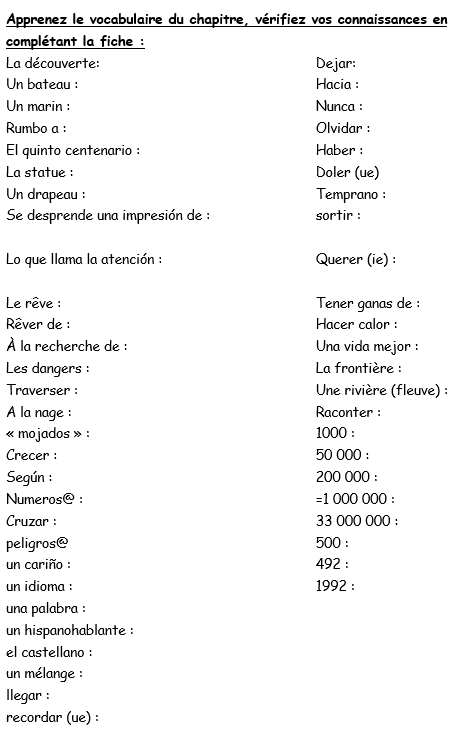 Apprenez le vocabulaire du chapitre, vérifiez vos connaissances en
complétant la fiche :
La découverte:
Un bateau :
Un marin :
Rumbo a :
El quinto centenario :
La statue :
Un drapeau :
Se desprende una impresión de :
Lo que llama la atención :
Le rêve :
Rêver de :
À la recherche de :
Les dangers :
Traverser :
A la nage :
« mojados » :
Crecer :
Según :
Numeros@ :
Cruzar :
peligros@
un cariño :
un idioma :
una palabra :
un hispanohablante :
el castellano :
un mélange :
llegar :
recordar (ue) :
Dejar:
Hacia :
Nunca :
Olvidar :
Haber :
Doler (ue)
Temprano :
sortir :
Querer (ie) :
Tener ganas de :
Hacer calor :
Una vida mejor :
La frontière :
Une rivière (fleuve) :
Raconter :
1000 :
50 000 :
200 000 :
=1 000 000 :
33 000 000 :
500 :
492 :
1992 :